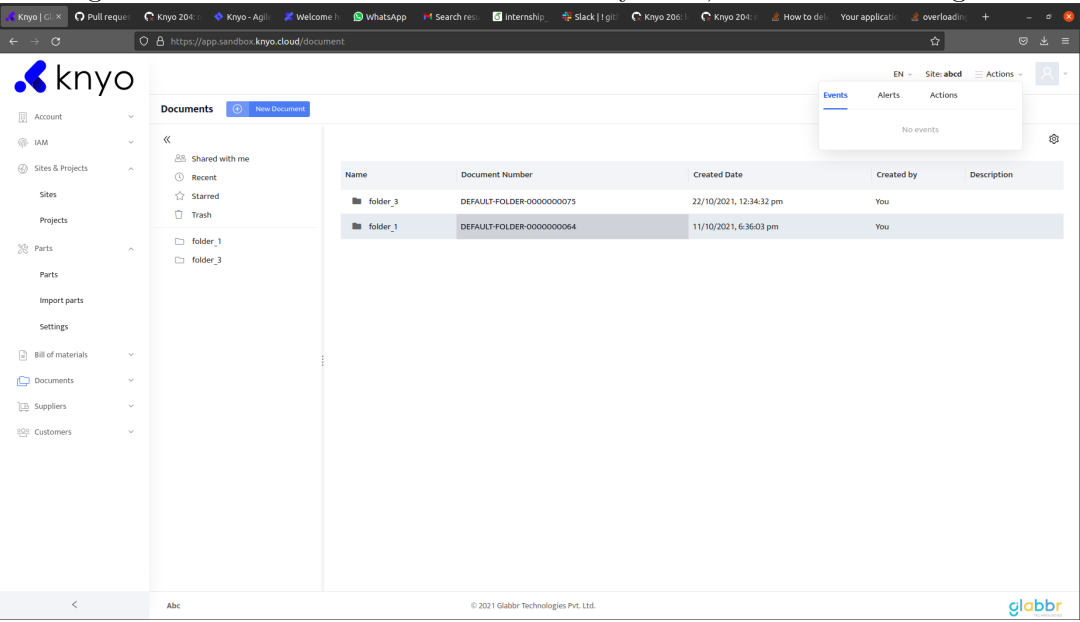 Knyo | Gl
Pull reques
Knyo 204:
Knyo - Agil
Welcome h
WhatsApp
Search resu
internship_
Slack | ! git
Knyo 206:
Knyo 204:
How to del
Your applicatio
overloading
https://app.sandbox.knyo.cloud/document
knyo
EN
Site: abcd
Actions
Events
Alerts
Actions
No events
Documents
New Document
Account
IAM
Sites & Projects
Sites
Projects
Parts
Parts
Import parts
Settings
Bill of materials
Documents
Suppliers
Customers
Shared with me
Recent
Starred
Trash
folder_1
folder_3
Name Document Number Created Date Created by Description
folder_3 DEFAULT-FOLDER-0000000075 22/10/2021, 12:34:32 pm You
folder_1 DEFAULT-FOLDER-0000000064 11/10/2021, 6:36:03 pm You
Abc
© 2021 Glabbr Technologies Pvt. Ltd.
glabbr